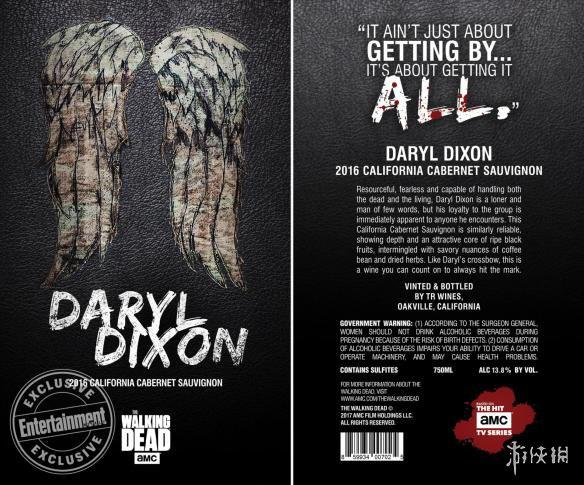 DARYL
DIXON
2016 CALIFORNIA CABERNET SAUVIGNON
EXCLUSIVE
Entertainment
EXCLUSIVE
THE
WALKING
DEAD
AMC
“IT AIN'T JUST ABOUT
GETTING BY...
IT'S ABOUT GETTING IT
ALL.”
DARYL DIXON
2016 CALIFORNIA CABERNET SAUVIGNON
Resourceful, fearless and capable of handling both
the dead and the living, Daryl Dixon is a loner and
man of few words, but his loyalty to the group is
immediately apparent to anyone he encounters. This
California Cabernet Sauvignon is similarly reliable,
showing depth and an attractive core of ripe black
fruits, intermingled with savory nuances of coffee
bean and dried herbs. Like Daryl's crossbow, this is
a wine you can count on to always hit the mark.
VINTED & BOTTLED
BY TR WINES,
OAKVILLE, CALIFORNIA
GOVERNMENT WARNING: (1) ACCORDING TO THE SURGEON GENERAL,
WOMEN SHOULD NOT DRINK ALCOHOLIC BEVERAGES DURING
PREGNANCY BECAUSE OF THE RISK OF BIRTH DEFECTS. (2) CONSUMPTION
OF ALCOHOLIC BEVERAGES IMPAIRS YOUR ABILITY TO DRIVE A CAR OR
OPERATE MACHINERY, AND MAY CAUSE HEALTH PROBLEMS.
CONTAINS SULFITES 750ML ALC 13.8% BY VOL.
FOR MORE INFORMATION ABOUT THE
WALKING DEAD, VISIT
WWW.AMC.COM/THEWALKINGDEAD
THE WALKING DEAD ©
2017 AMC FILM HOLDINGS LLC.
ALL RIGHTS RESERVED.
8 59934 00702 8
BASED ON
THE HIT
amc
TV SERIES
游侠网